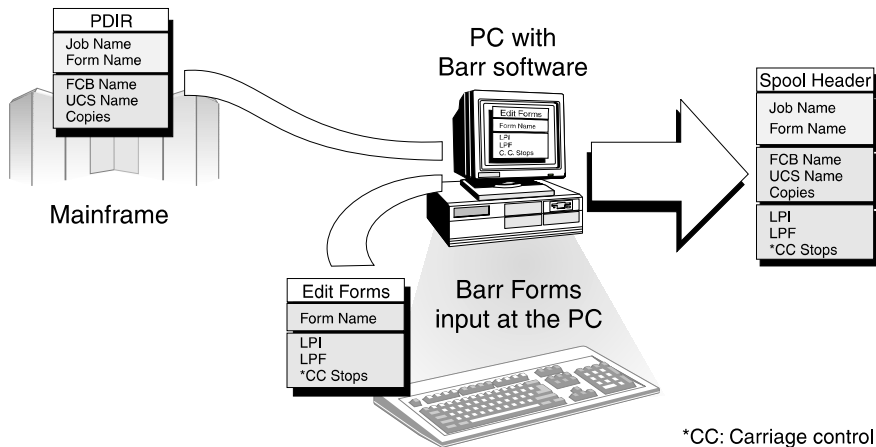 PDIR
Job Name
Form Name
FCB Name
UCS Name
Copies
Mainframe
PC with
Barr software
Edit Forms
Form Name
LPI
LPF
C. C. Stops
Spool Header
Job Name
Form Name
FCB Name
UCS Name
Copies
LPI
LPF
*CC Stops
Edit Forms
Form Name
LPI
LPF
*CC Stops
Barr Forms
input at the PC
*CC: Carriage control